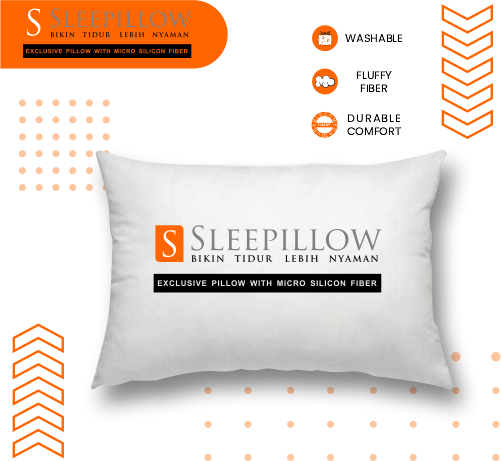 S SLEEPILLOW
BIKIN TIDUR LEBIH NYAMAN
EXCLUSIVE PILLOW WITH MICRO SILICON FIBER
WASHABLE
FLUFFY
FIBER
DURABLE
COMFORT
S SLEEPILLOW
BIKIN TIDUR LEBIH NYAMAN
EXCLUSIVE PILLOW WITH MICRO SILICON FIBER